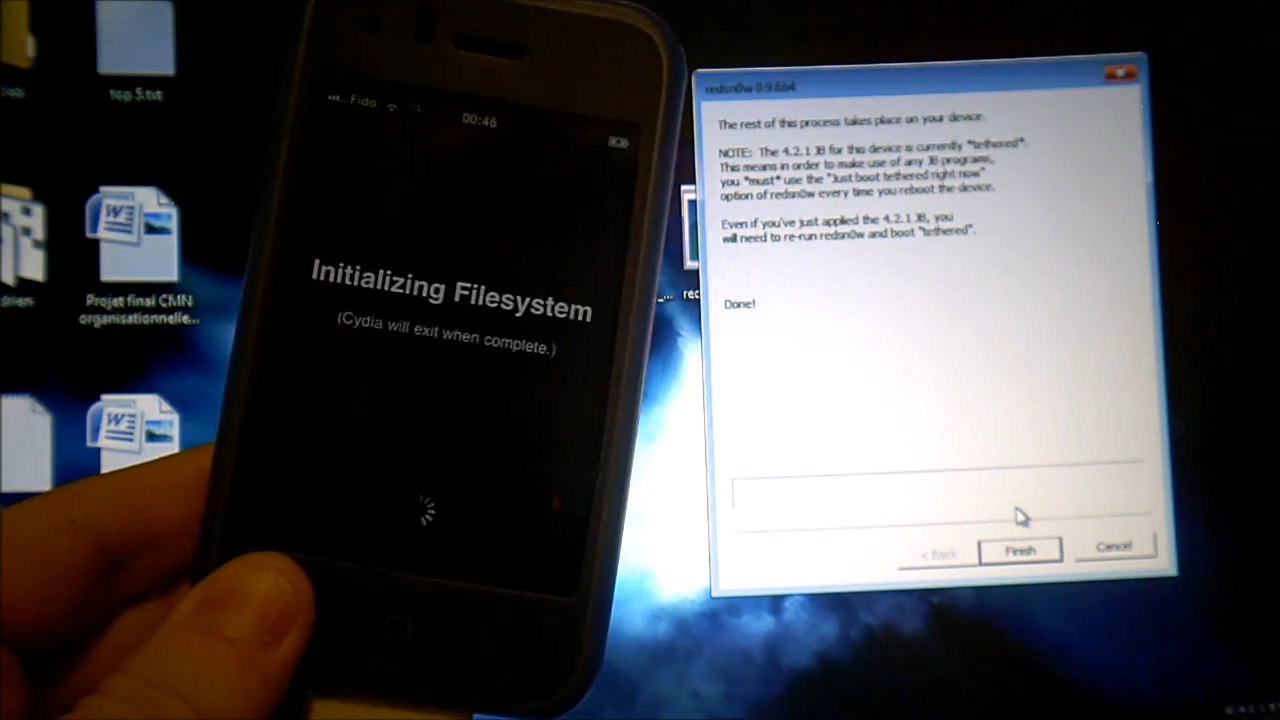 top 5.txt
Projet final CMN
organisationnelle...
Fido
00:46
Initializing Filesystem
(Cydia will exit when complete.)
redsn0w 0.9.6b4
The rest of this process takes place on your device.
NOTE: The 4.2.1 JB for this device is currently *tethered*.
This means in order to make use of any JB programs,
you *must* use the "Just boot tethered right now"
option of redsn0w every time you reboot the device.
Even if you've just applied the 4.2.1 JB, you
will need to re-run redsn0w and boot "tethered".
Done!
< Back
Finish
Cancel